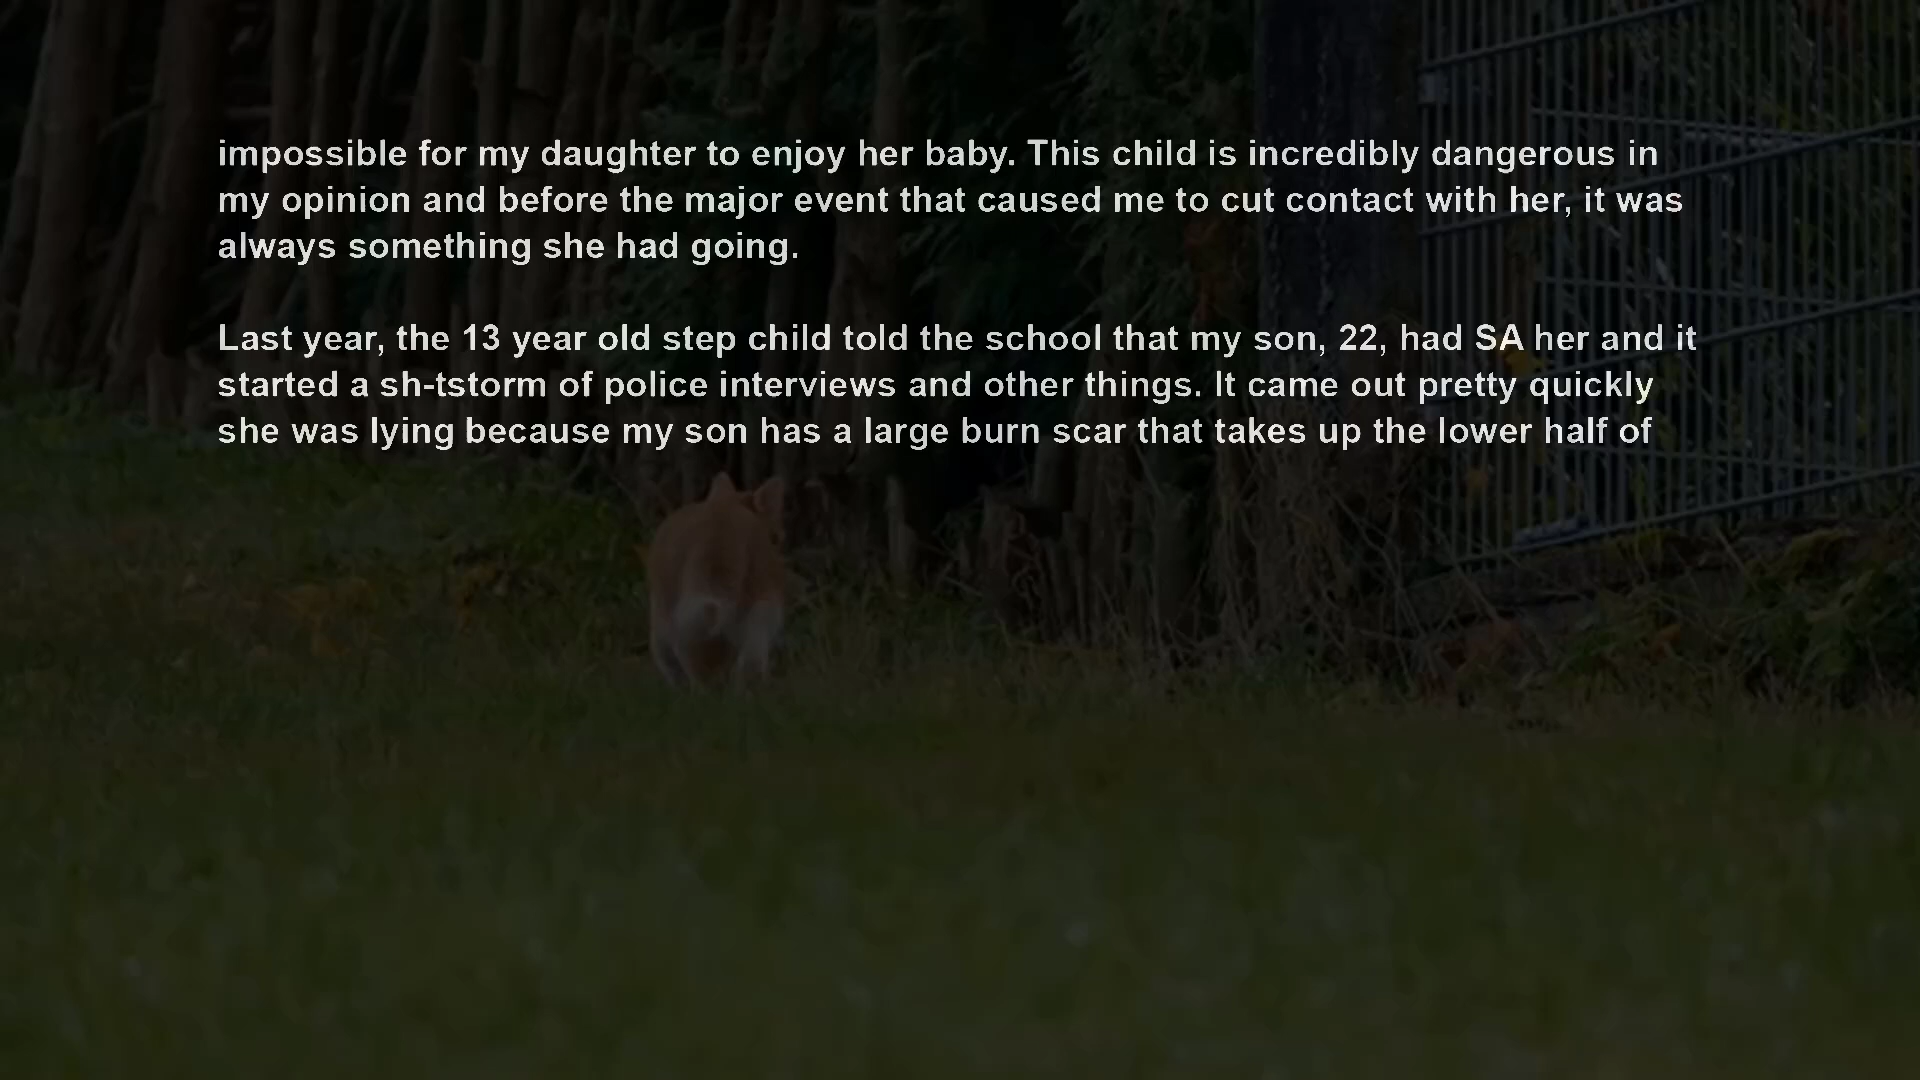 impossible for my daughter to enjoy her baby. This child is incredibly dangerous in
my opinion and before the major event that caused me to cut contact with her, it was
always something she had going.
Last year, the 13 year old step child told the school that my son, 22, had SA her and it
started a sh-tstorm of police interviews and other things. It came out pretty quickly
she was lying because my son has a large burn scar that takes up the lower half of